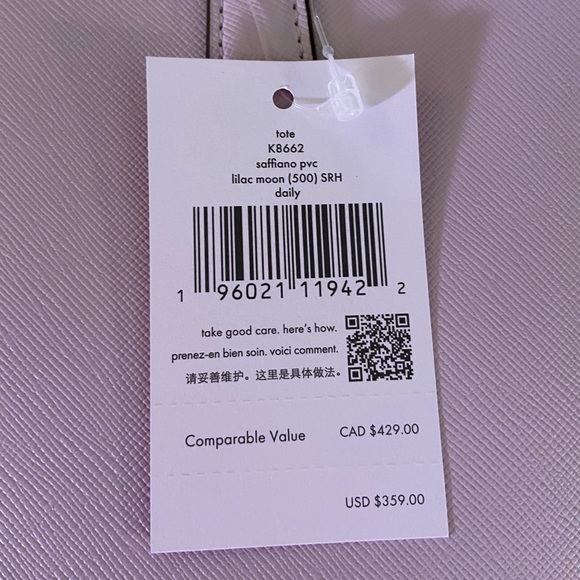 tote
K8662
saffiano pvc
lilac moon (500) SRH
daily
1 96021 11942 2
take good care. here's how.
prenez-en bien soin. voici comment.
请妥善维护。这里是具体做法。
Comparable Value CAD $429.00
USD $359.00